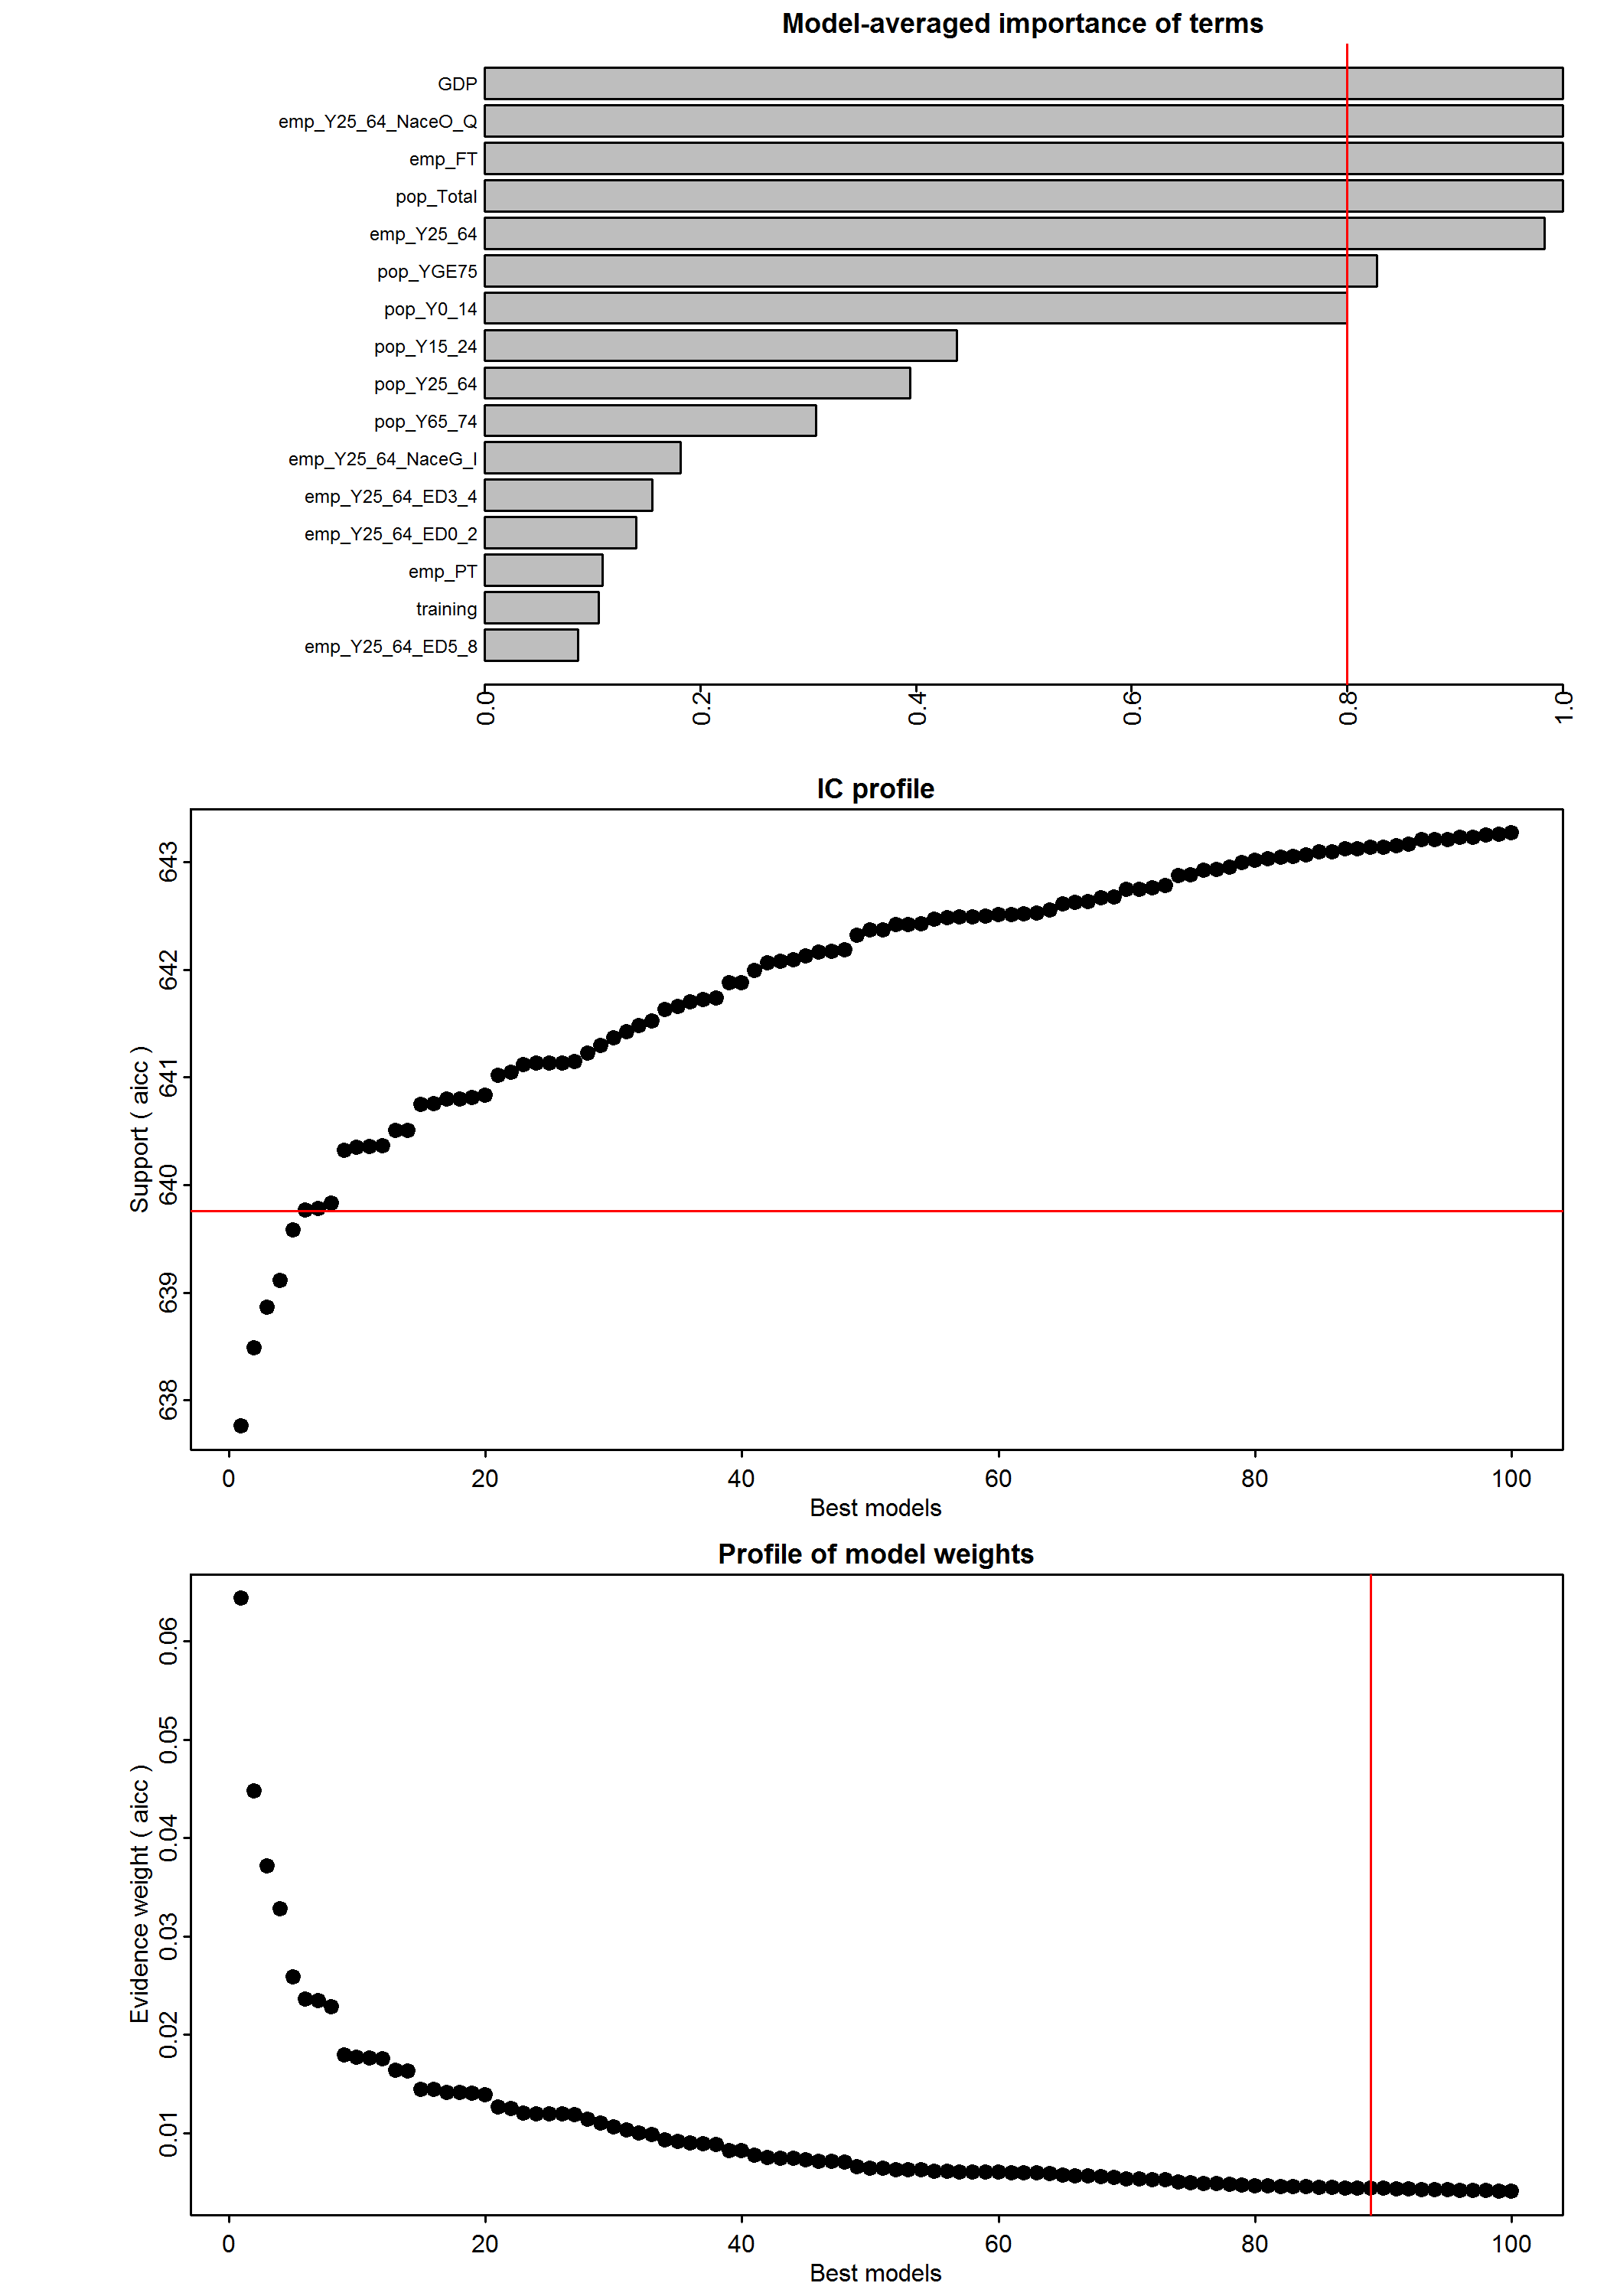 Model-averaged importance of terms
GDP
emp_Y25_64_NaceO_Q
emp_FT
pop_Total
emp_Y25_64
pop_YGE75
pop_Y0_14
pop_Y15_24
pop_Y25_64
pop_Y65_74
emp_Y25_64_NaceG_I
emp_Y25_64_ED3_4
emp_Y25_64_ED0_2
emp_PT
training
emp_Y25_64_ED5_8
0.0 0.2 0.4 0.6 0.8 1.0
IC profile
Support ( aicc )
643
642
641
640
639
638
0 20 40 60 80 100
Best models
Profile of model weights
Evidence weight ( aicc )
0.06
0.05
0.04
0.03
0.02
0.01
0 20 40 60 80 100
Best models